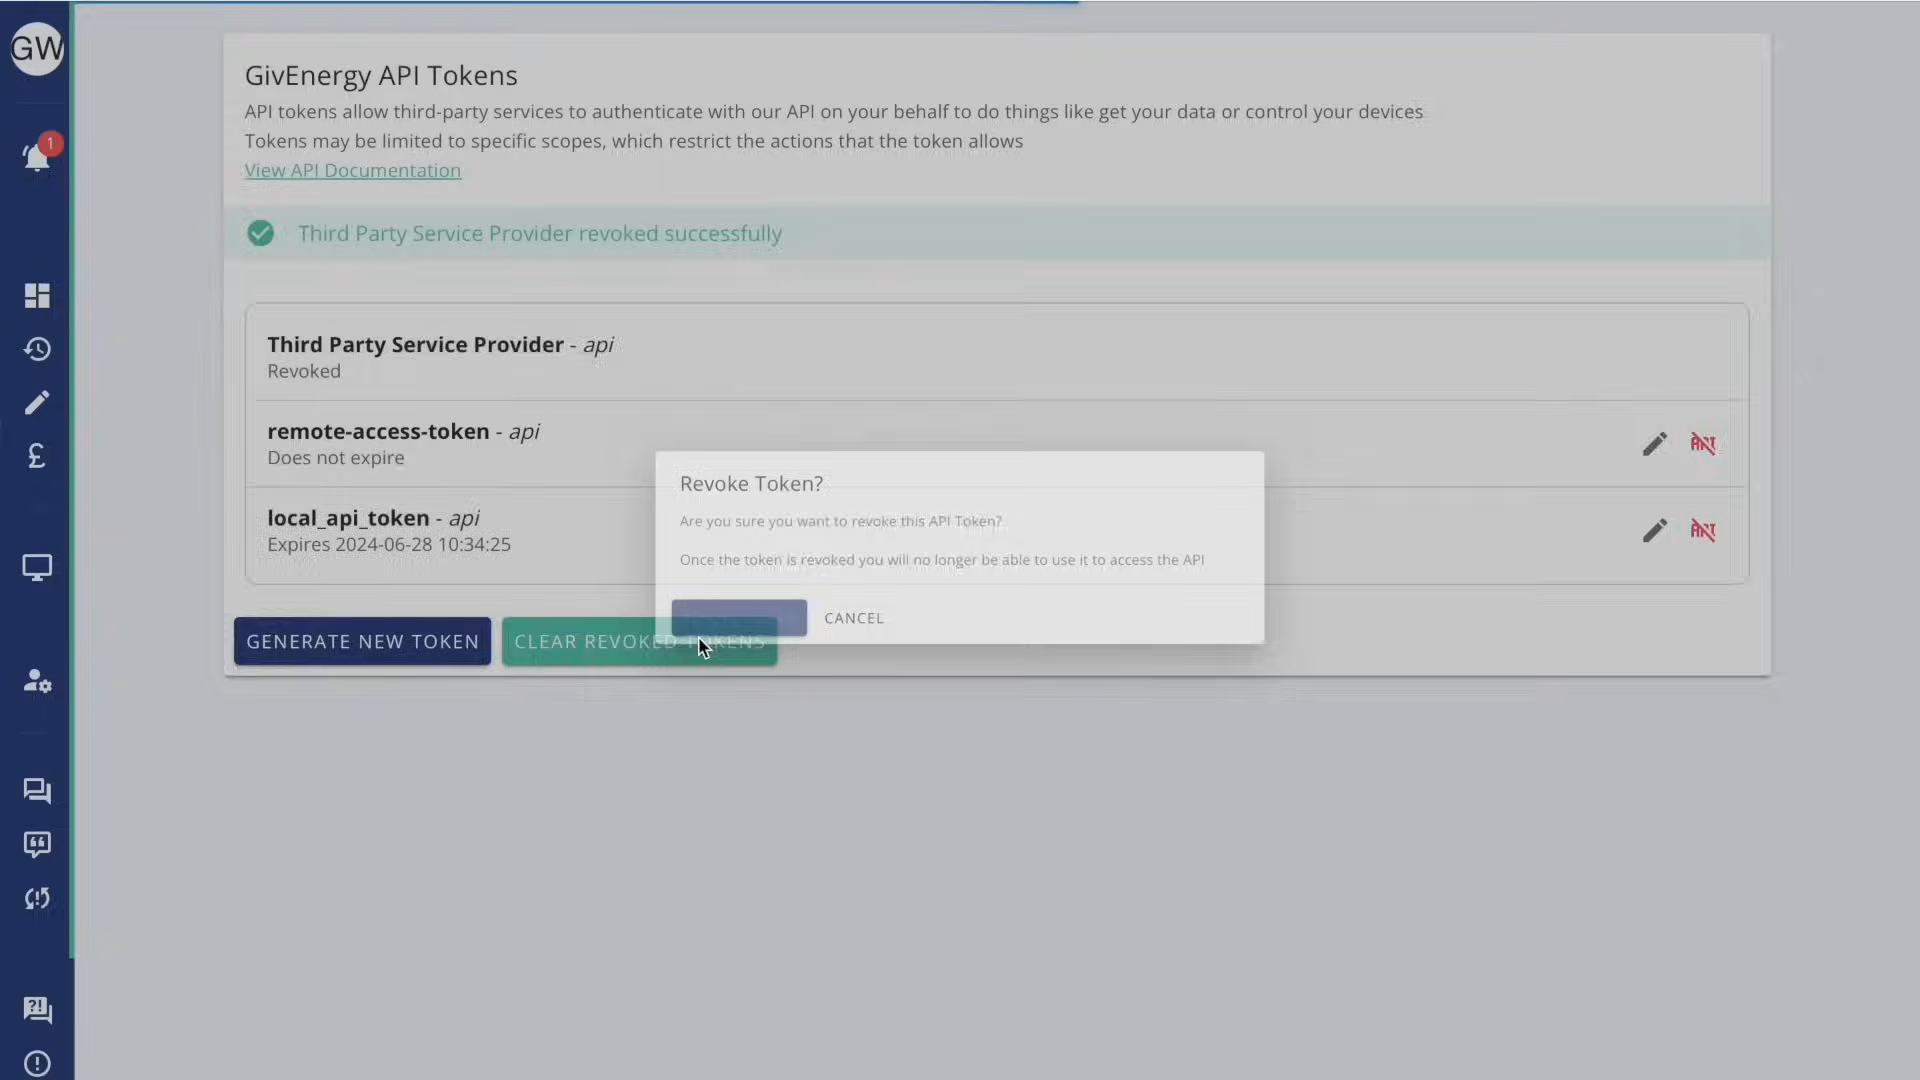 GW
1
GivEnergy API Tokens
API tokens allow third-party services to authenticate with our API on your behalf to do things like get your data or control your devices
Tokens may be limited to specific scopes, which restrict the actions that the token allows
View API Documentation
Third Party Service Provider revoked successfully
Third Party Service Provider - api
Revoked
remote-access-token - api
Does not expire
local_api_token - api
Expires 2024-06-28 10:34:25
Revoke Token?
Are you sure you want to revoke this API Token?
Once the token is revoked you will no longer be able to use it to access the API
CANCEL
GENERATE NEW TOKEN
CLEAR REVOKED TOKENS